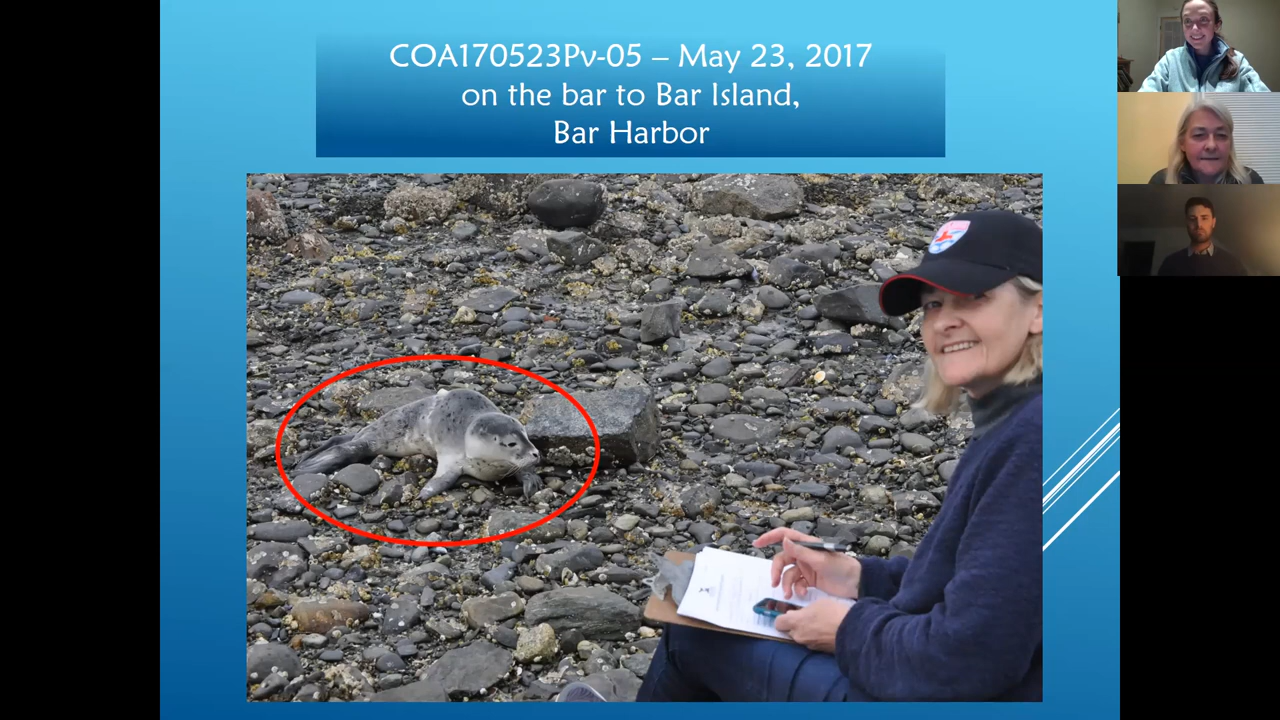 COA170523Pv-05 – May 23, 2017
on the bar to Bar Island,
Bar Harbor